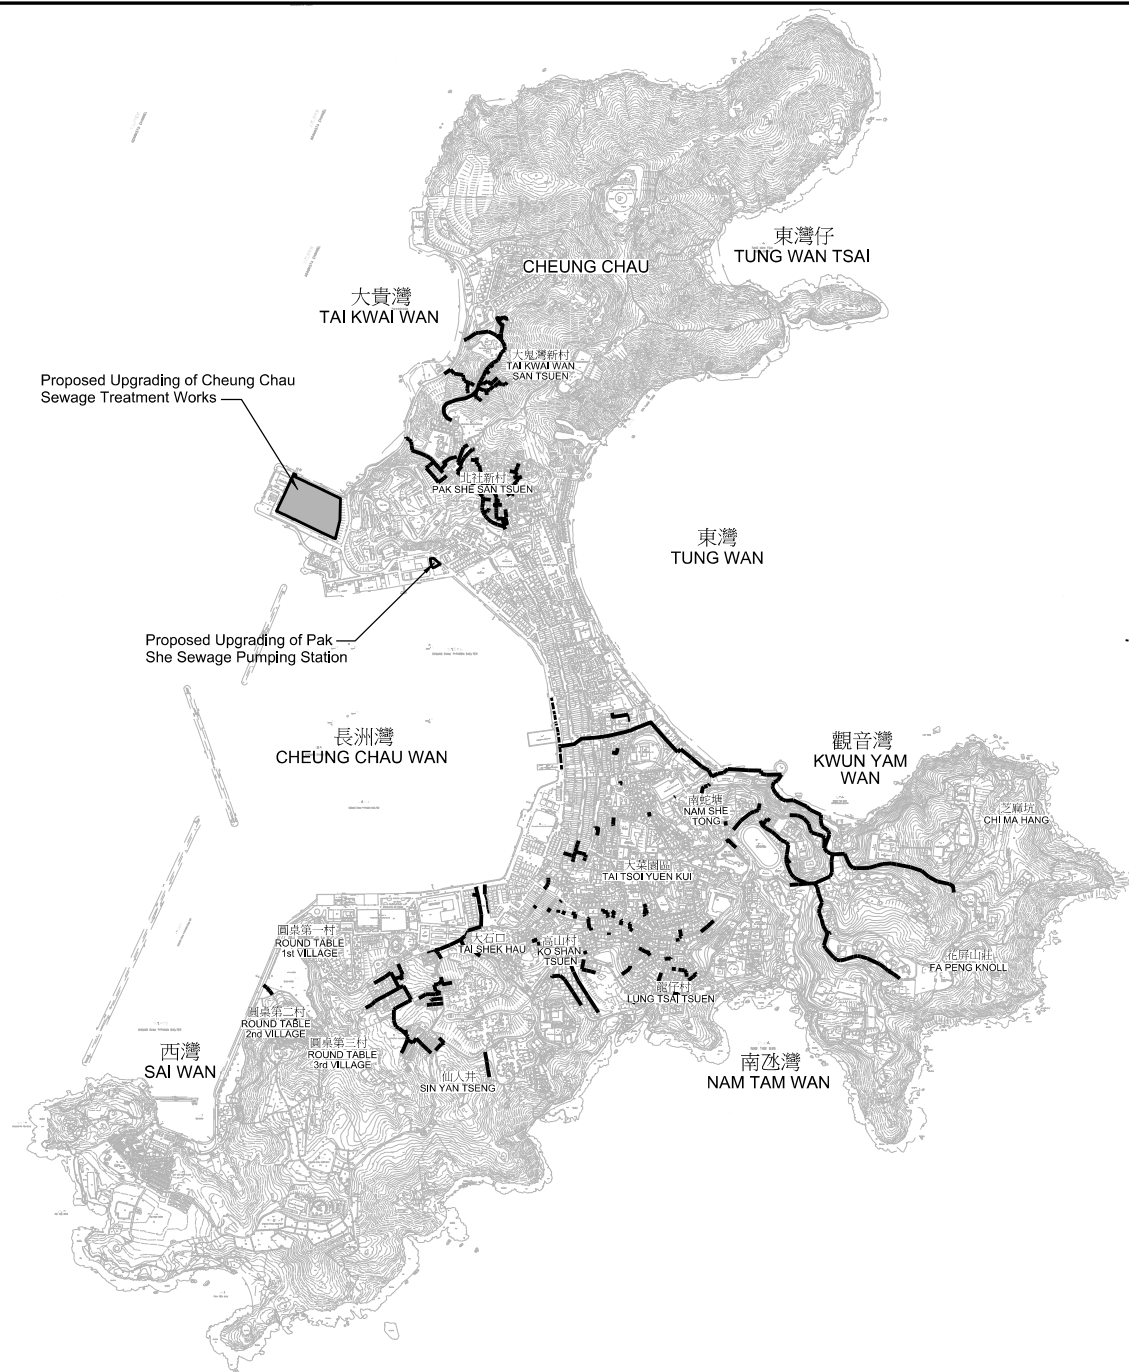 東灣仔
TUNG WAN TSAI
CHEUNG CHAU
大貴灣
TAI KWAI WAN
大鬼灣新村
TAI KWAI WAN
SAN TSUEN
Proposed Upgrading of Cheung Chau
Sewage Treatment Works
北社新村
PAK SHE SAN TSUEN
東灣
TUNG WAN
Proposed Upgrading of Pak
She Sewage Pumping Station
長洲灣
CHEUNG CHAU WAN
觀音灣
KWUN YAM
WAN
南蛇塘
NAM SHE
TONG
芝麻坑
CHI MA HANG
大菜園區
TAI TSOI YUEN KUI
圓桌第一村
ROUND TABLE
1st VILLAGE
大石口
TAI SHEK HAU
高山村
KO SHAN
TSUEN
花屏山莊
FA PENG KNOLL
龍仔村
LUNG TSAI TSUEN
圓桌第二村
ROUND TABLE
2nd VILLAGE
圓桌第三村
ROUND TABLE
3rd VILLAGE
西灣
SAI WAN
仙人井
SIN YAN TSENG
南氹灣
NAM TAM WAN